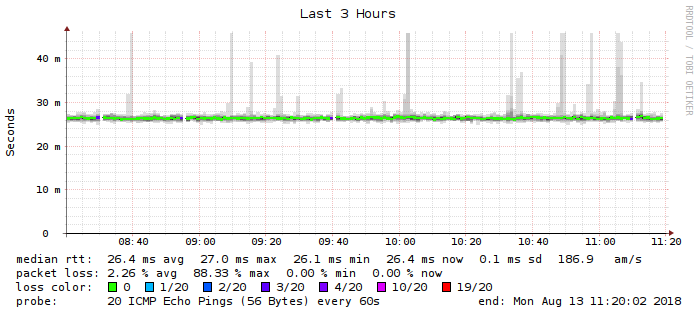 Last 3 Hours
RRDTOOL / TOBI OETIKER
Seconds
40 m
30 m
20 m
10 m
0
08:40 09:00 09:20 09:40 10:00 10:20 10:40 11:00 11:20
median rtt: 26.4 ms avg 27.0 ms max 26.1 ms min 26.4 ms now 0.1 ms sd 186.9 am/s
packet loss: 2.26 % avg 88.33 % max 0.00 % min 0.00 % now
loss color: 0 1/20 2/20 3/20 4/20 10/20 19/20
probe: 20 ICMP Echo Pings (56 Bytes) every 60s end: Mon Aug 13 11:20:02 2018